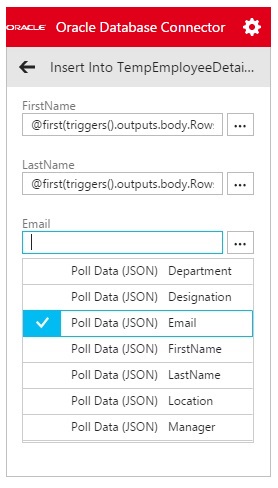 ORACLE Oracle Database Connector
Insert Into TempEmployeeDetai...
FirstName
@first(triggers().outputs.body.Rows ...
LastName
@first(triggers().outputs.body.Rows ...
Email
...
Poll Data (JSON) Department
Poll Data (JSON) Designation
Poll Data (JSON) Email
Poll Data (JSON) FirstName
Poll Data (JSON) LastName
Poll Data (JSON) Location
Poll Data (JSON) Manager